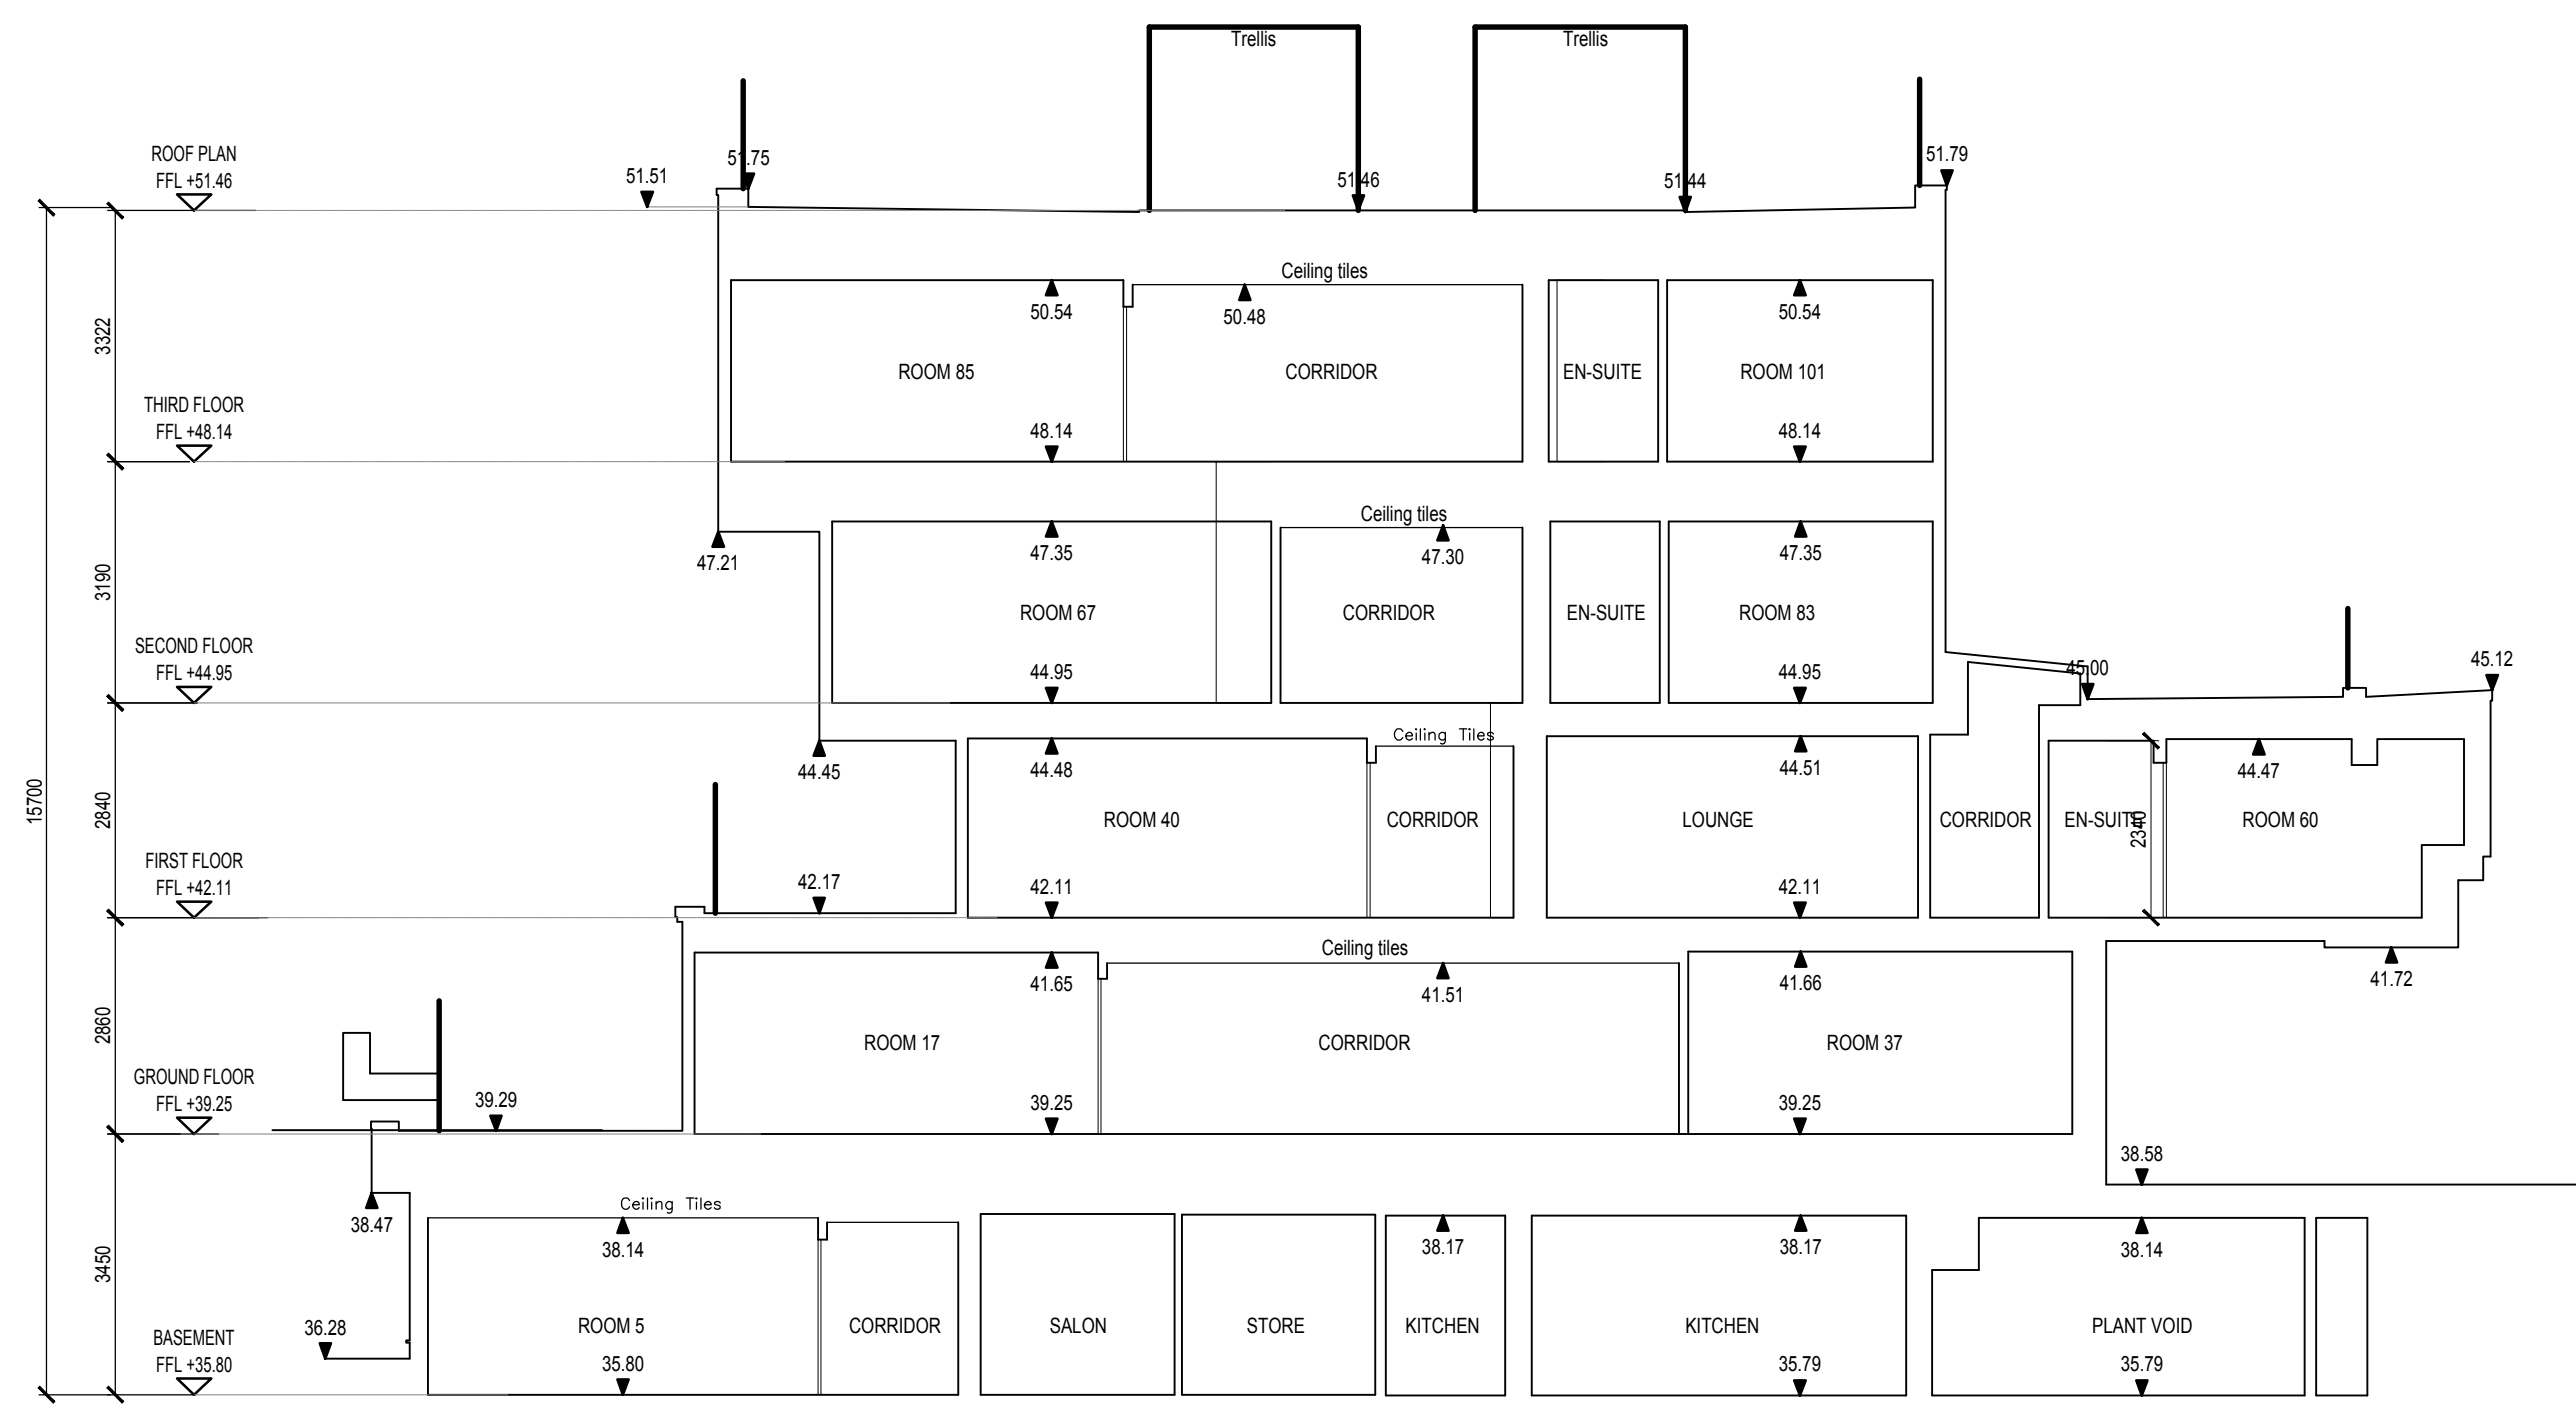 Trellis
Trellis
ROOF PLAN
FFL +51.46
51.51
51.75
51.46
51.44
51.79
Ceiling tiles
50.54
50.48
50.54
3322
ROOM 85
CORRIDOR
EN-SUITE
ROOM 101
THIRD FLOOR
FFL +48.14
48.14
48.14
Ceiling tiles
47.21
47.35
47.30
47.35
3190
ROOM 67
CORRIDOR
EN-SUITE
ROOM 83
SECOND FLOOR
FFL +44.95
44.95
44.95
45.00
45.12
Ceiling Tiles
44.45
44.48
44.51
44.47
15700
2840
ROOM 40
CORRIDOR
LOUNGE
CORRIDOR
EN-SUITE
2340
ROOM 60
FIRST FLOOR
FFL +42.11
42.17
42.11
42.11
Ceiling tiles
41.65
41.51
41.66
41.72
2860
ROOM 17
CORRIDOR
ROOM 37
GROUND FLOOR
FFL +39.25
39.29
39.25
39.25
38.58
Ceiling Tiles
38.47
38.14
38.17
38.17
38.14
3450
ROOM 5
CORRIDOR
SALON
STORE
KITCHEN
KITCHEN
PLANT VOID
BASEMENT
FFL +35.80
36.28
35.80
35.79
35.79